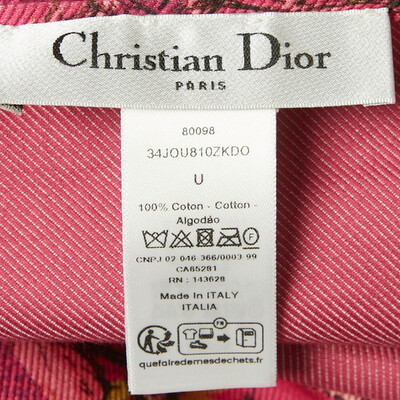 Christian Dior
PARIS
80098
34JOU810ZKDO
U
100% Coton - Cotton -
Algodão
CNPJ 02-046-366/0003-99
CA65281
RN : 143628
Made In ITALY
ITALIA
FR
quefairedemesdechets.fr